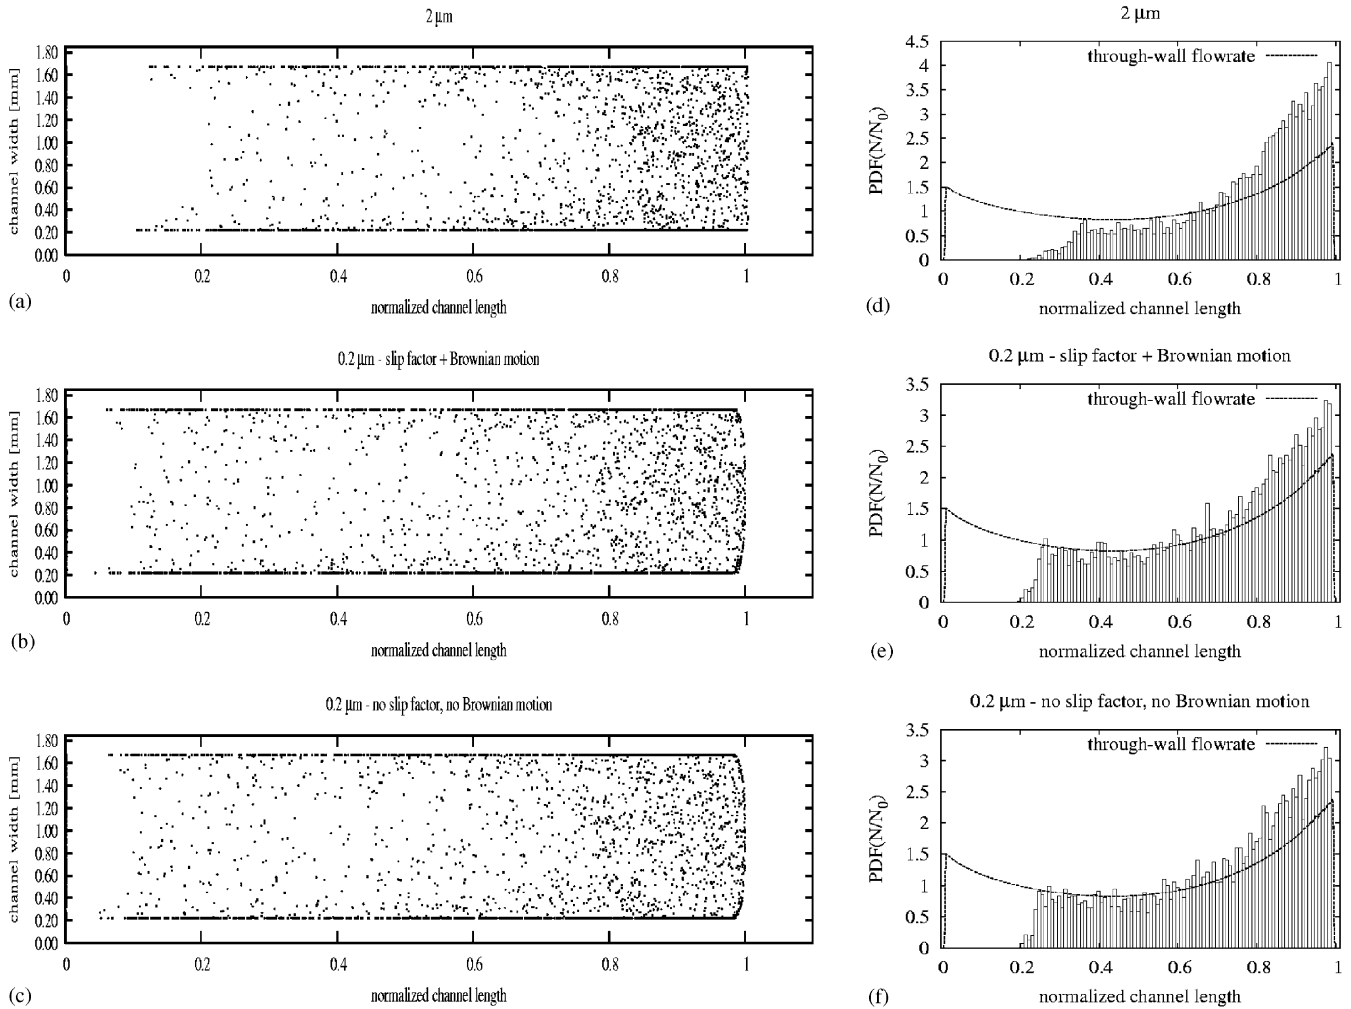 2 μm
channel width [mm]
1.80
1.60
1.40
1.20
1.00
0.80
0.60
0.40
0.20
0.00
0 0.2 0.4 0.6 0.8 1
(a)
normalized channel length
2 μm
PDF(N/N0)
4.5
4
3.5
3
2.5
2
1.5
1
0.5
0
through-wall flowrate
0 0.2 0.4 0.6 0.8 1
(d)
normalized channel length
0.2 μm - slip factor + Brownian motion
channel width [mm]
1.80
1.60
1.40
1.20
1.00
0.80
0.60
0.40
0.20
0.00
0 0.2 0.4 0.6 0.8 1
(b)
normalized channel length
0.2 μm - slip factor + Brownian motion
PDF(N/N0)
3.5
3
2.5
2
1.5
1
0.5
0
through-wall flowrate
0 0.2 0.4 0.6 0.8 1
(e)
normalized channel length
0.2 μm - no slip factor, no Brownian motion
channel width [mm]
1.80
1.60
1.40
1.20
1.00
0.80
0.60
0.40
0.20
0.00
0 0.2 0.4 0.6 0.8 1
(c)
normalized channel length
0.2 μm - no slip factor, no Brownian motion
PDF(N/N0)
3.5
3
2.5
2
1.5
1
0.5
0
through-wall flowrate
0 0.2 0.4 0.6 0.8 1
(f)
normalized channel length